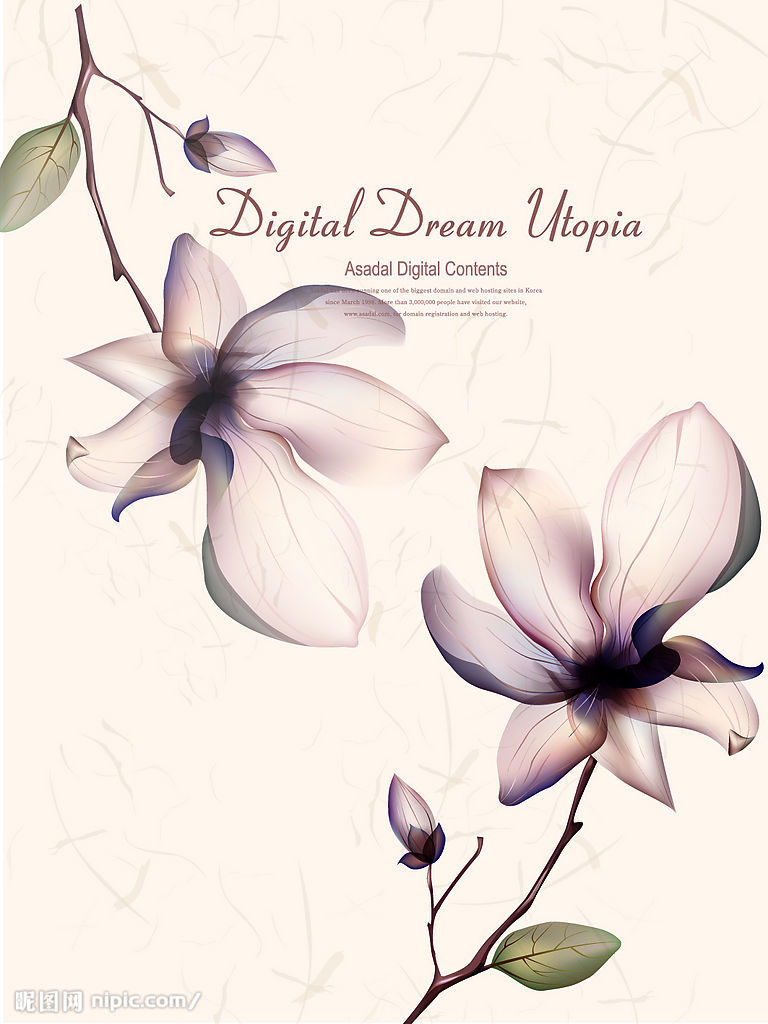 Digital Dream Utopia
Asadal Digital Contents
running one of the biggest domain and web hosting sites in Korea
since March 1998. More than 3,000,000 people have visited our website,
www.asadal.com, for domain registration and web hosting.
昵图网 nipic.com/